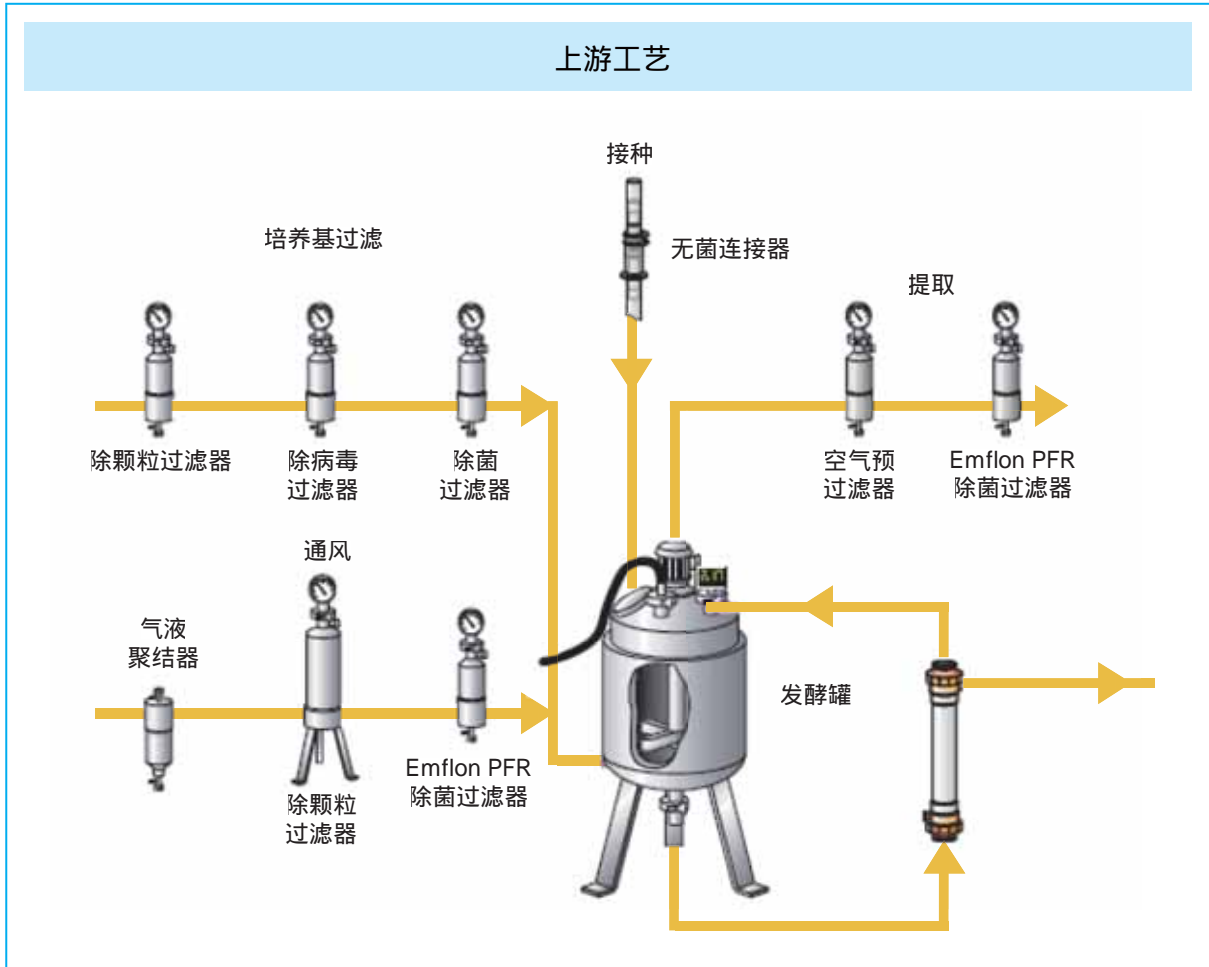 上游工艺
接种
培养基过滤
无菌连接器
提取
除颗粒过滤器
除病毒
过滤器
除菌
过滤器
空气预
过滤器
Emflon PFR
除菌过滤器
通风
气液
聚结器
发酵罐
Emflon PFR
除菌过滤器
除颗粒
过滤器